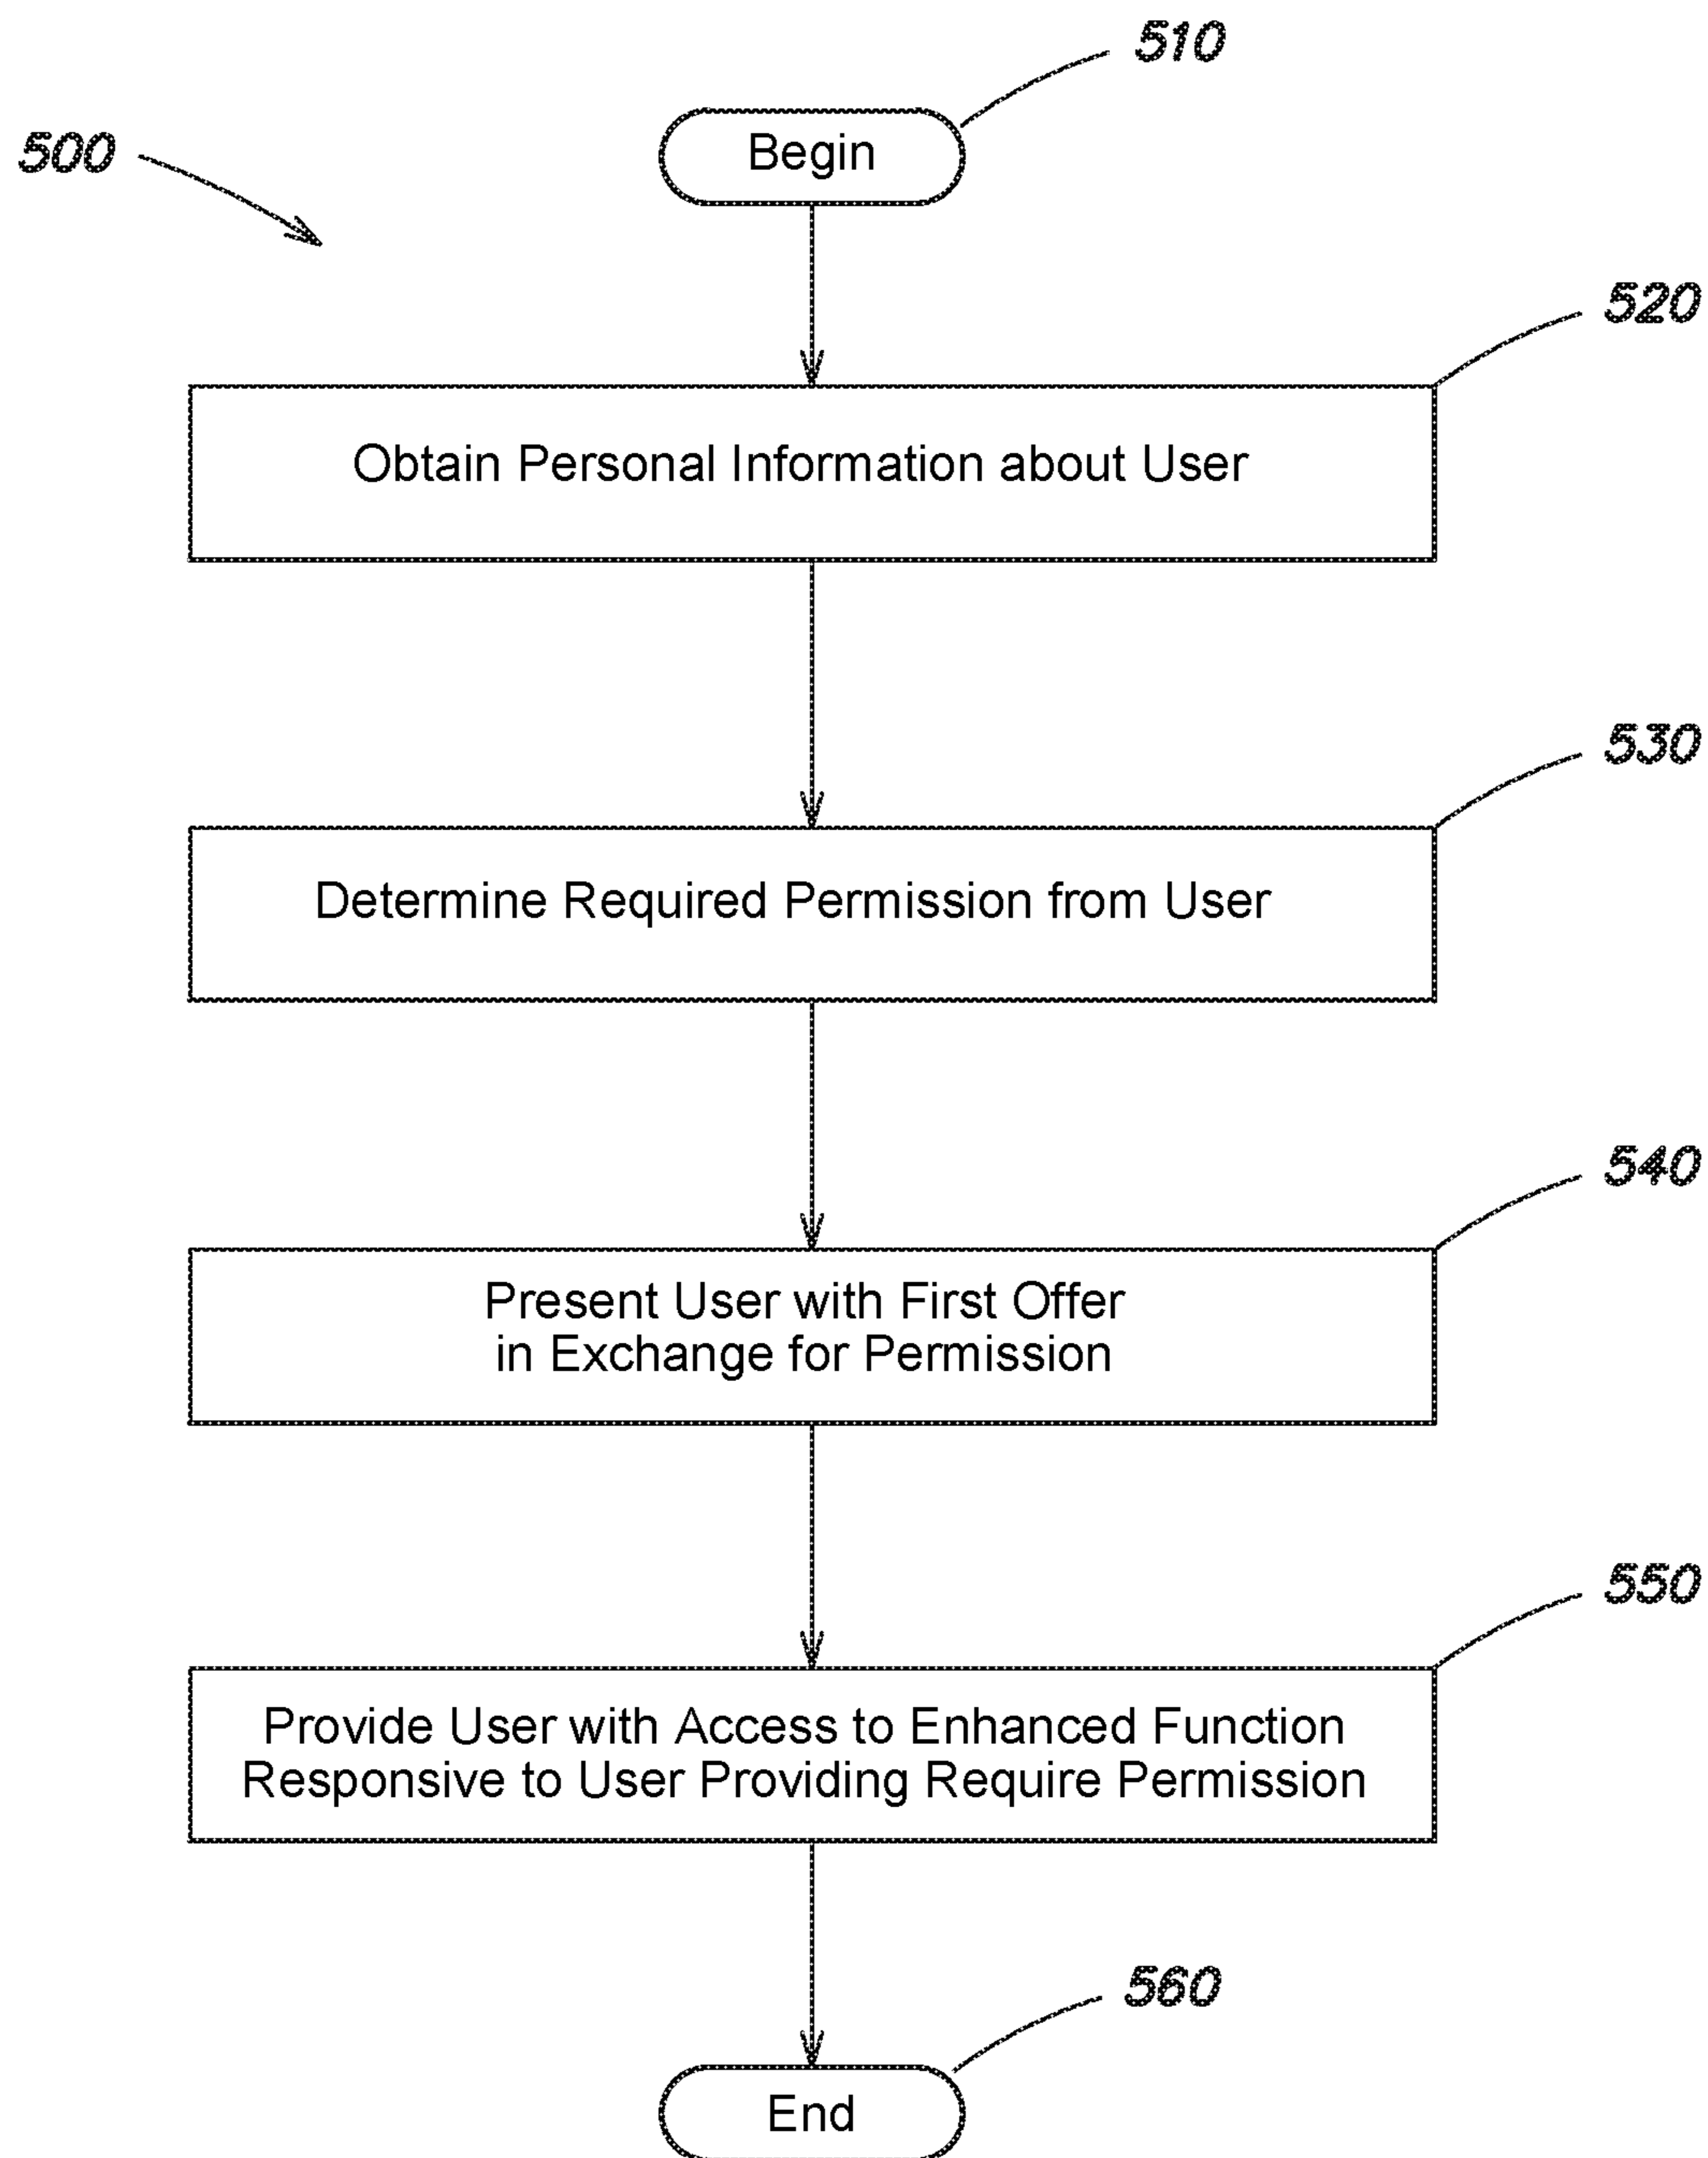 510
Begin
500
520
Obtain Personal Information about User
530
Determine Required Permission from User
540
Present User with First Offer
in Exchange for Permission
550
Provide User with Access to Enhanced Function
Responsive to User Providing Require Permission
560
End